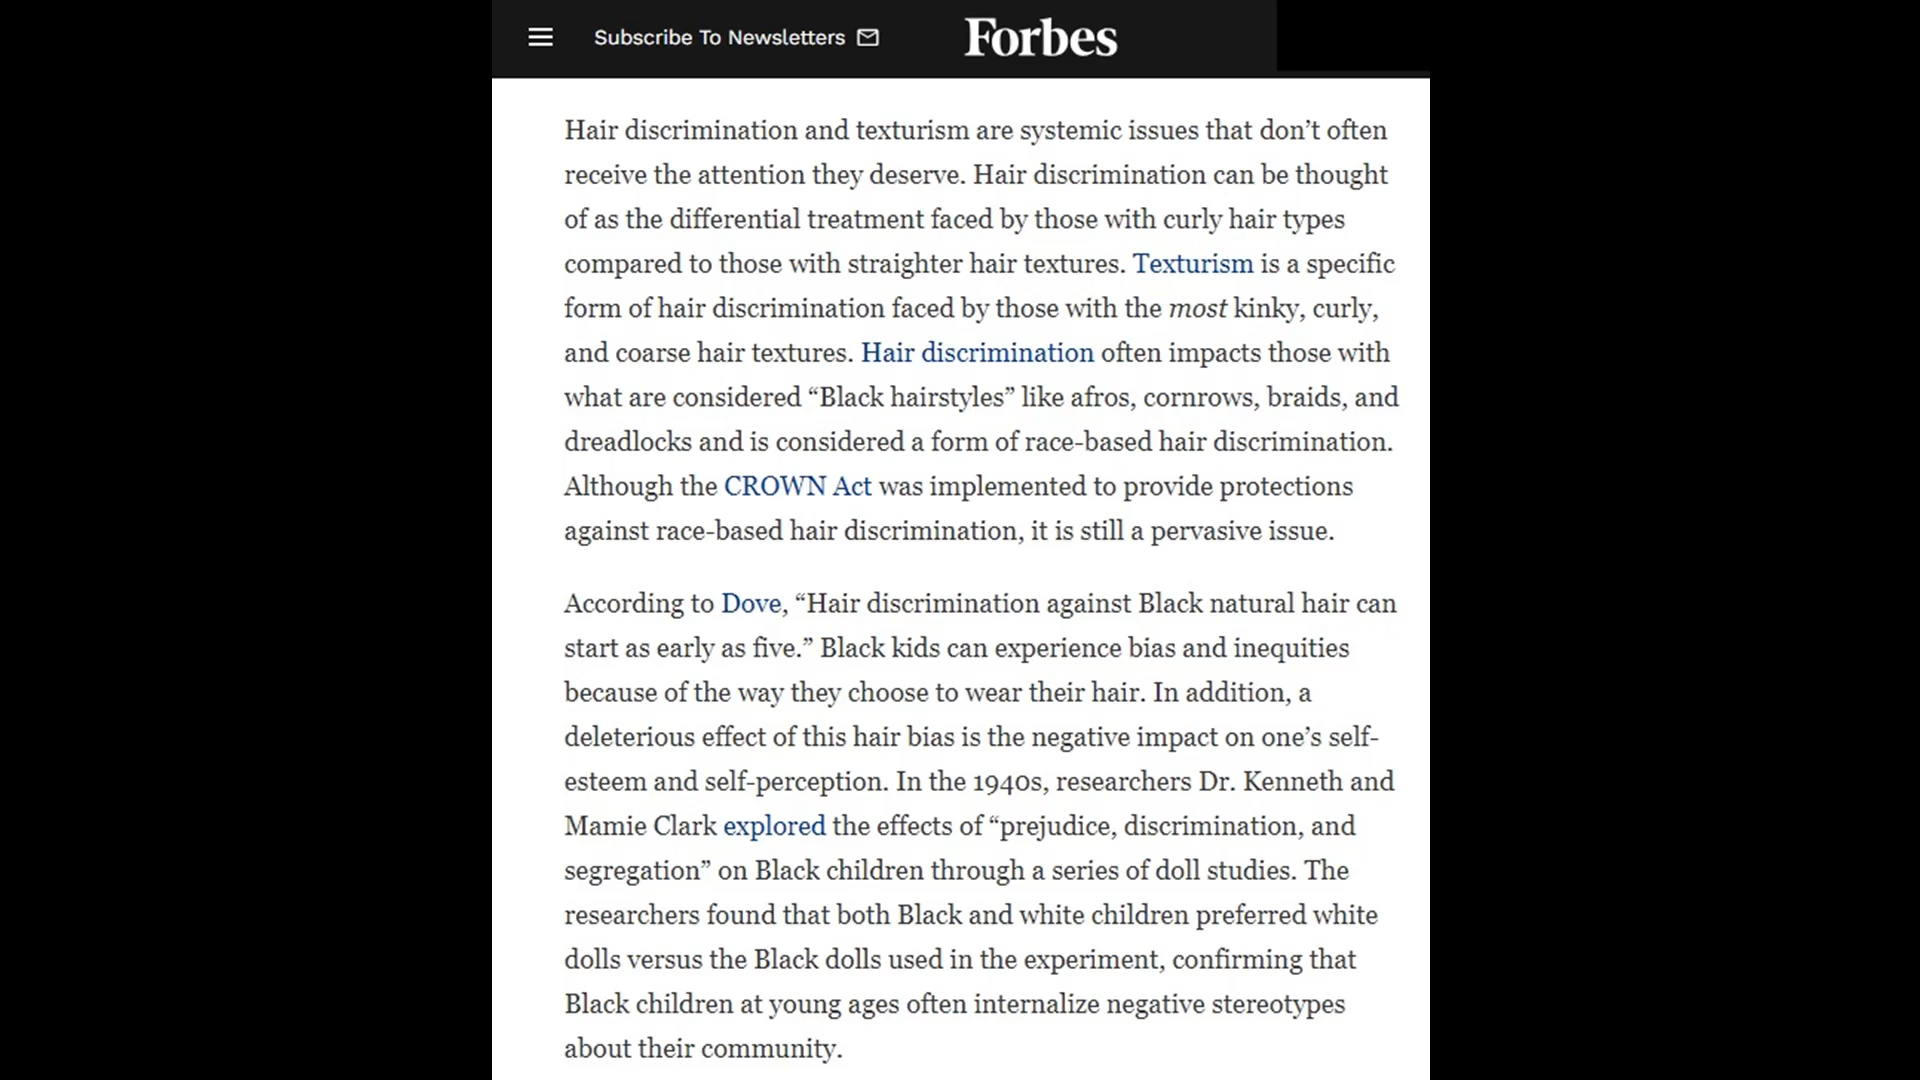 Subscribe To Newsletters
Forbes
Hair discrimination and texturism are systemic issues that don’t often
receive the attention they deserve. Hair discrimination can be thought
of as the differential treatment faced by those with curly hair types
compared to those with straighter hair textures. Texturism is a specific
form of hair discrimination faced by those with the most kinky, curly,
and coarse hair textures. Hair discrimination often impacts those with
what are considered “Black hairstyles” like afros, cornrows, braids, and
dreadlocks and is considered a form of race-based hair discrimination.
Although the CROWN Act was implemented to provide protections
against race-based hair discrimination, it is still a pervasive issue.
According to Dove, “Hair discrimination against Black natural hair can
start as early as five.” Black kids can experience bias and inequities
because of the way they choose to wear their hair. In addition, a
deleterious effect of this hair bias is the negative impact on one’s self-
esteem and self-perception. In the 1940s, researchers Dr. Kenneth and
Mamie Clark explored the effects of “prejudice, discrimination, and
segregation” on Black children through a series of doll studies. The
researchers found that both Black and white children preferred white
dolls versus the Black dolls used in the experiment, confirming that
Black children at young ages often internalize negative stereotypes
about their community.